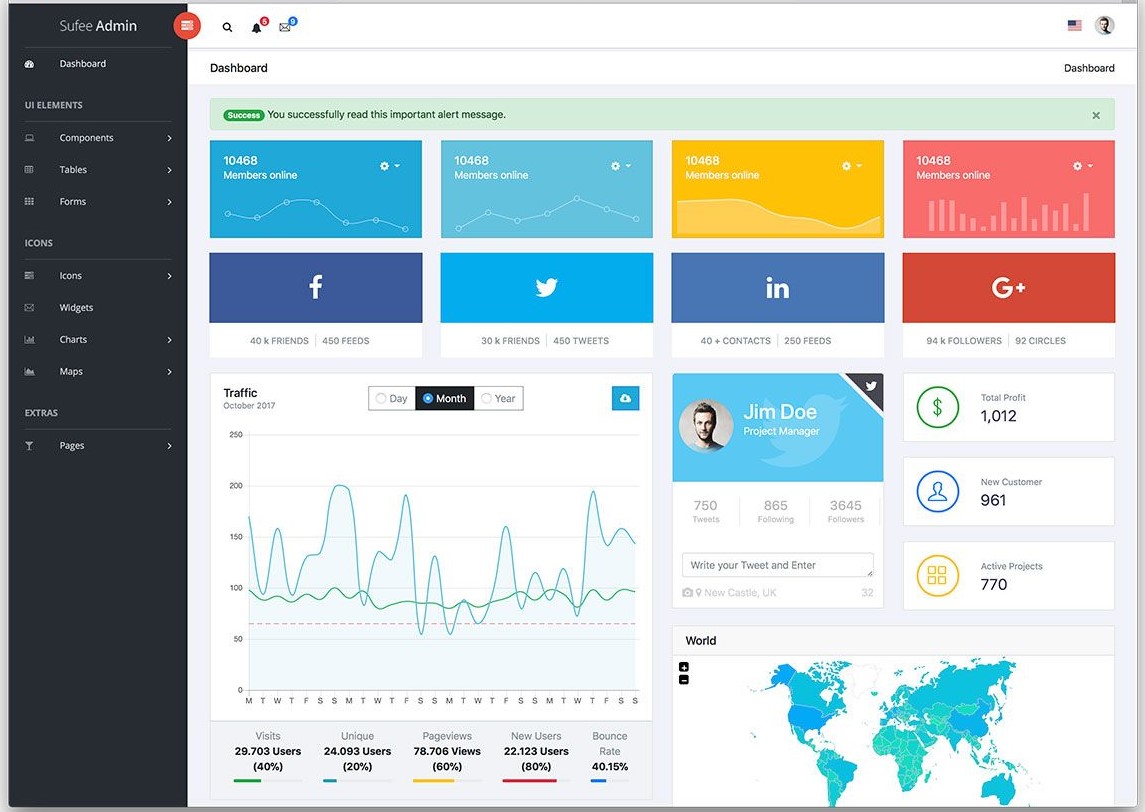 Sufee Admin
5
9
Dashboard
Dashboard
Dashboard
UI ELEMENTS
Components
Tables
Forms
ICONS
Icons
Widgets
Charts
Maps
EXTRAS
Pages
Success You successfully read this important alert message.
×
10468
Members online
10468
Members online
10468
Members online
10468
Members online
f
in
G+
40 k FRIENDS 450 FEEDS
30 k FRIENDS 450 TWEETS
40 + CONTACTS 250 FEEDS
94 k FOLLOWERS 92 CIRCLES
Traffic
October 2017
Day Month Year
250
200
150
100
50
0
M T W T F S S M T W T F S S M T W T F S S M T W T F S S
Visits
29.703 Users
(40%)
Unique
24.093 Users
(20%)
Pageviews
78.706 Views
(60%)
New Users
22.123 Users
(80%)
Bounce
Rate
40.15%
Jim Doe
Project Manager
750
Tweets
865
Following
3645
Followers
Write your Tweet and Enter
New Castle, UK 32
$
Total Profit
1,012
New Customer
961
Active Projects
770
World
+
−